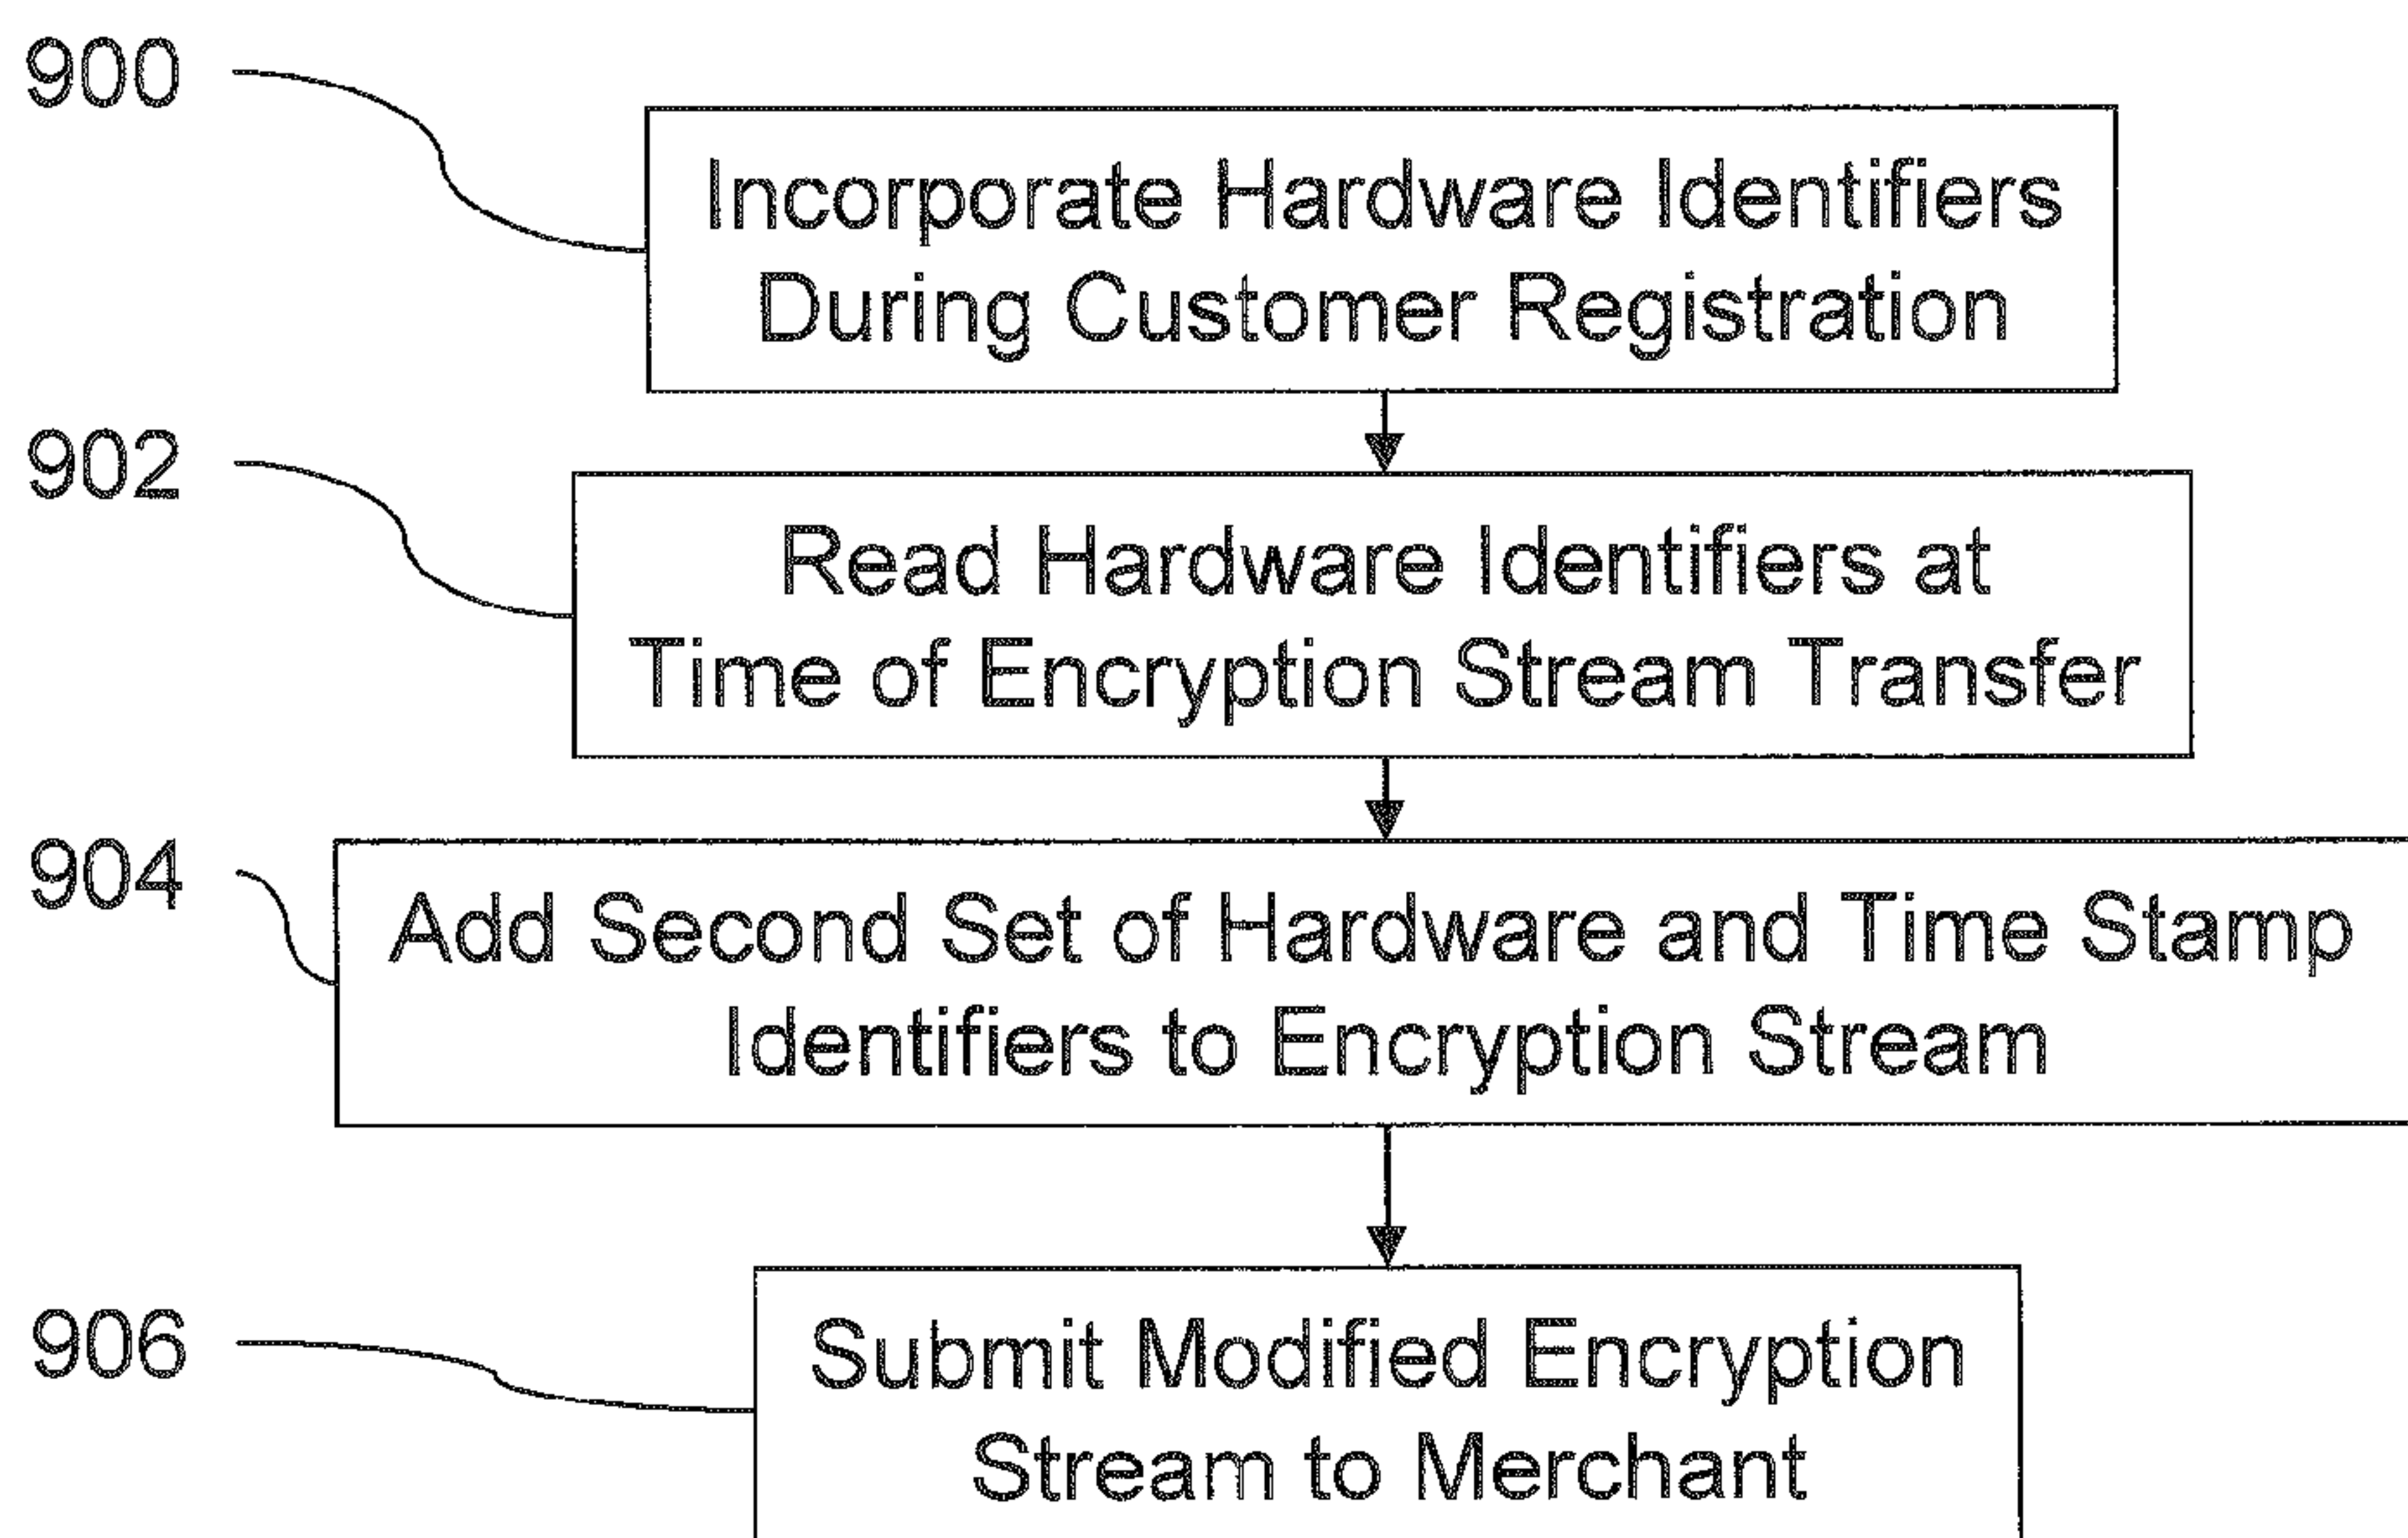 900
Incorporate Hardware Identifiers
During Customer Registration
902
Read Hardware Identifiers at
Time of Encryption Stream Transfer
904
Add Second Set of Hardware and Time Stamp
Identifiers to Encryption Stream
906
Submit Modified Encryption
Stream to Merchant